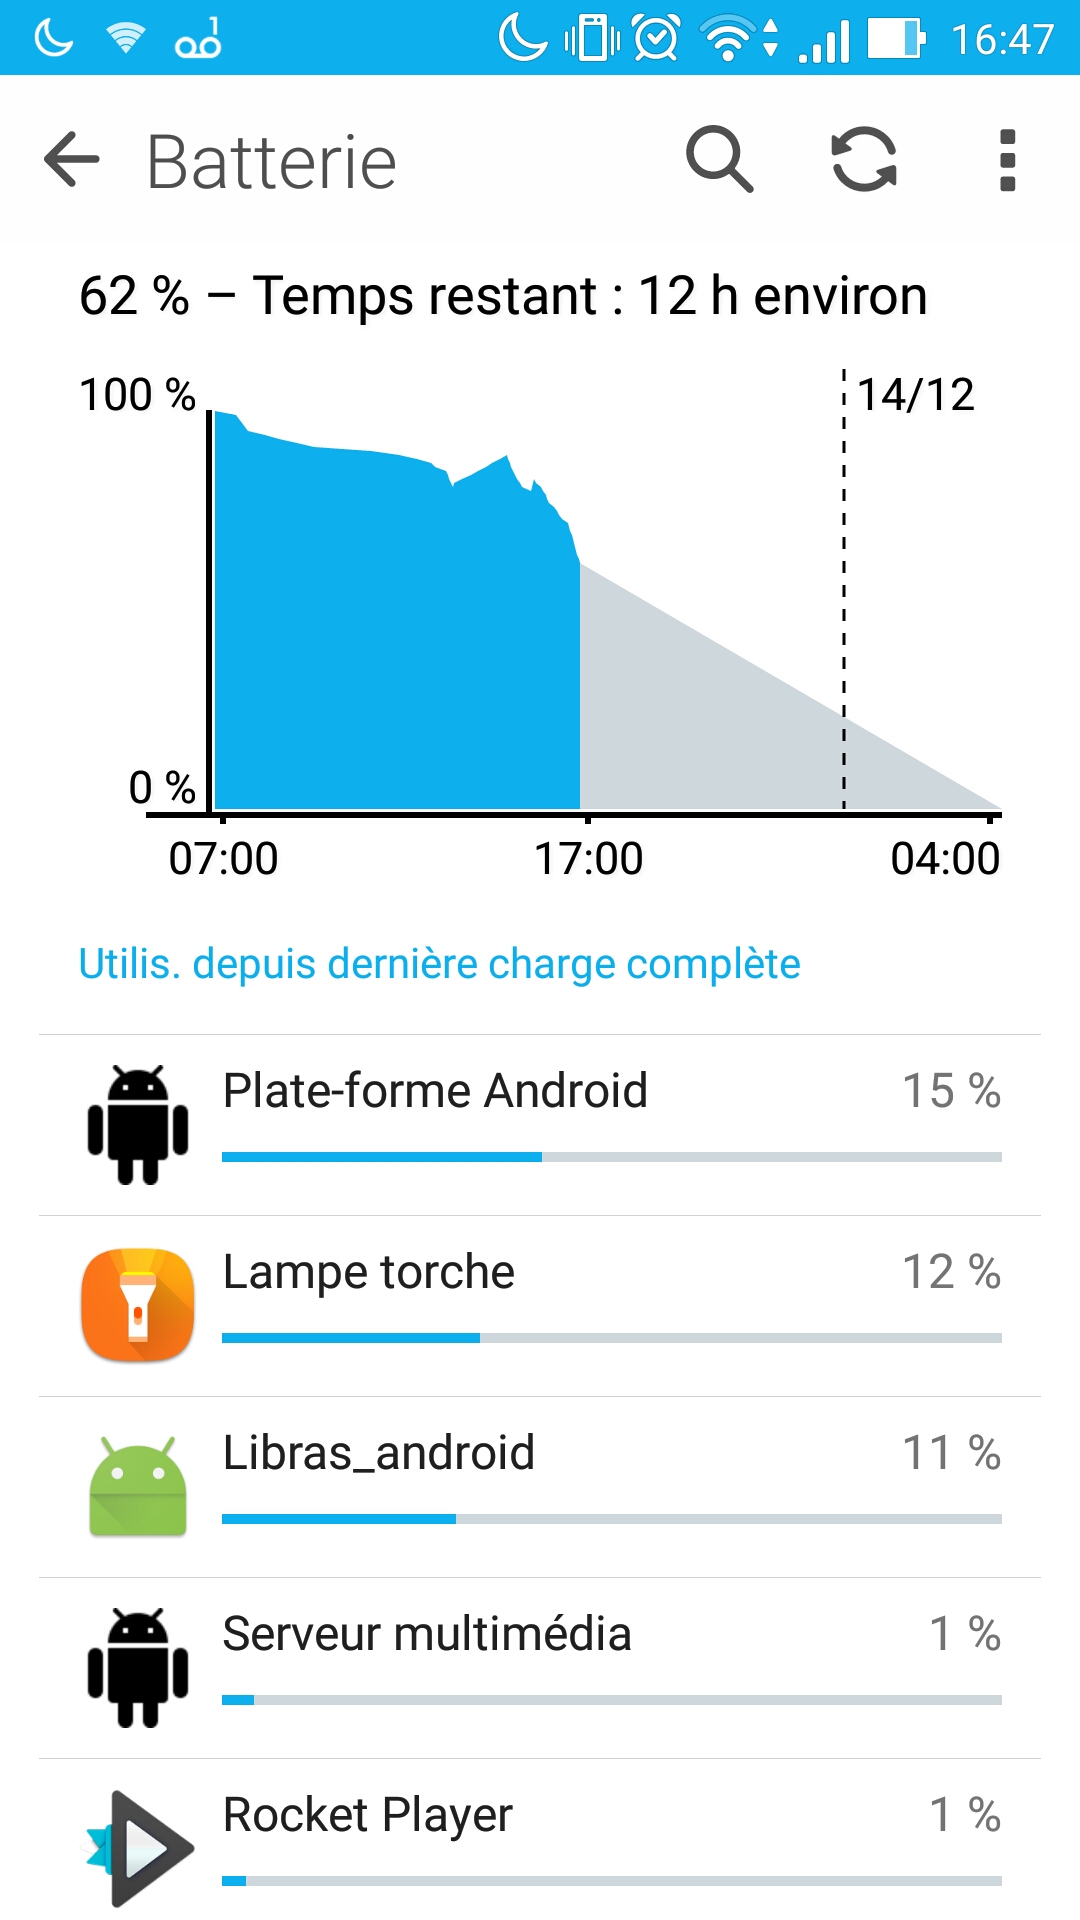 16:47
Batterie
62 % – Temps restant : 12 h environ
100 %
14/12
0 %
07:00 17:00 04:00
Utilis. depuis dernière charge complète
Plate-forme Android 15 %
Lampe torche 12 %
Libras_android 11 %
Serveur multimédia 1 %
Rocket Player 1 %